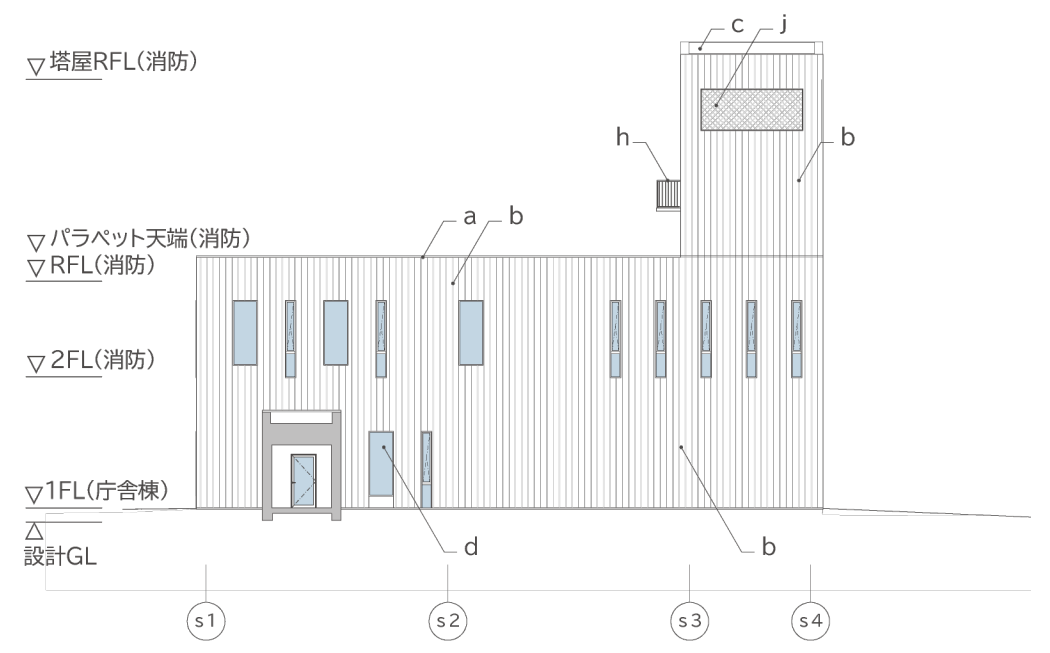 c j
▽塔屋RFL(消防)
h b
a b
▽パラペット天端(消防)
▽RFL(消防)
▽2FL(消防)
▽1FL(庁舎棟)
△
設計GL
d b
s1 s2 s3 s4